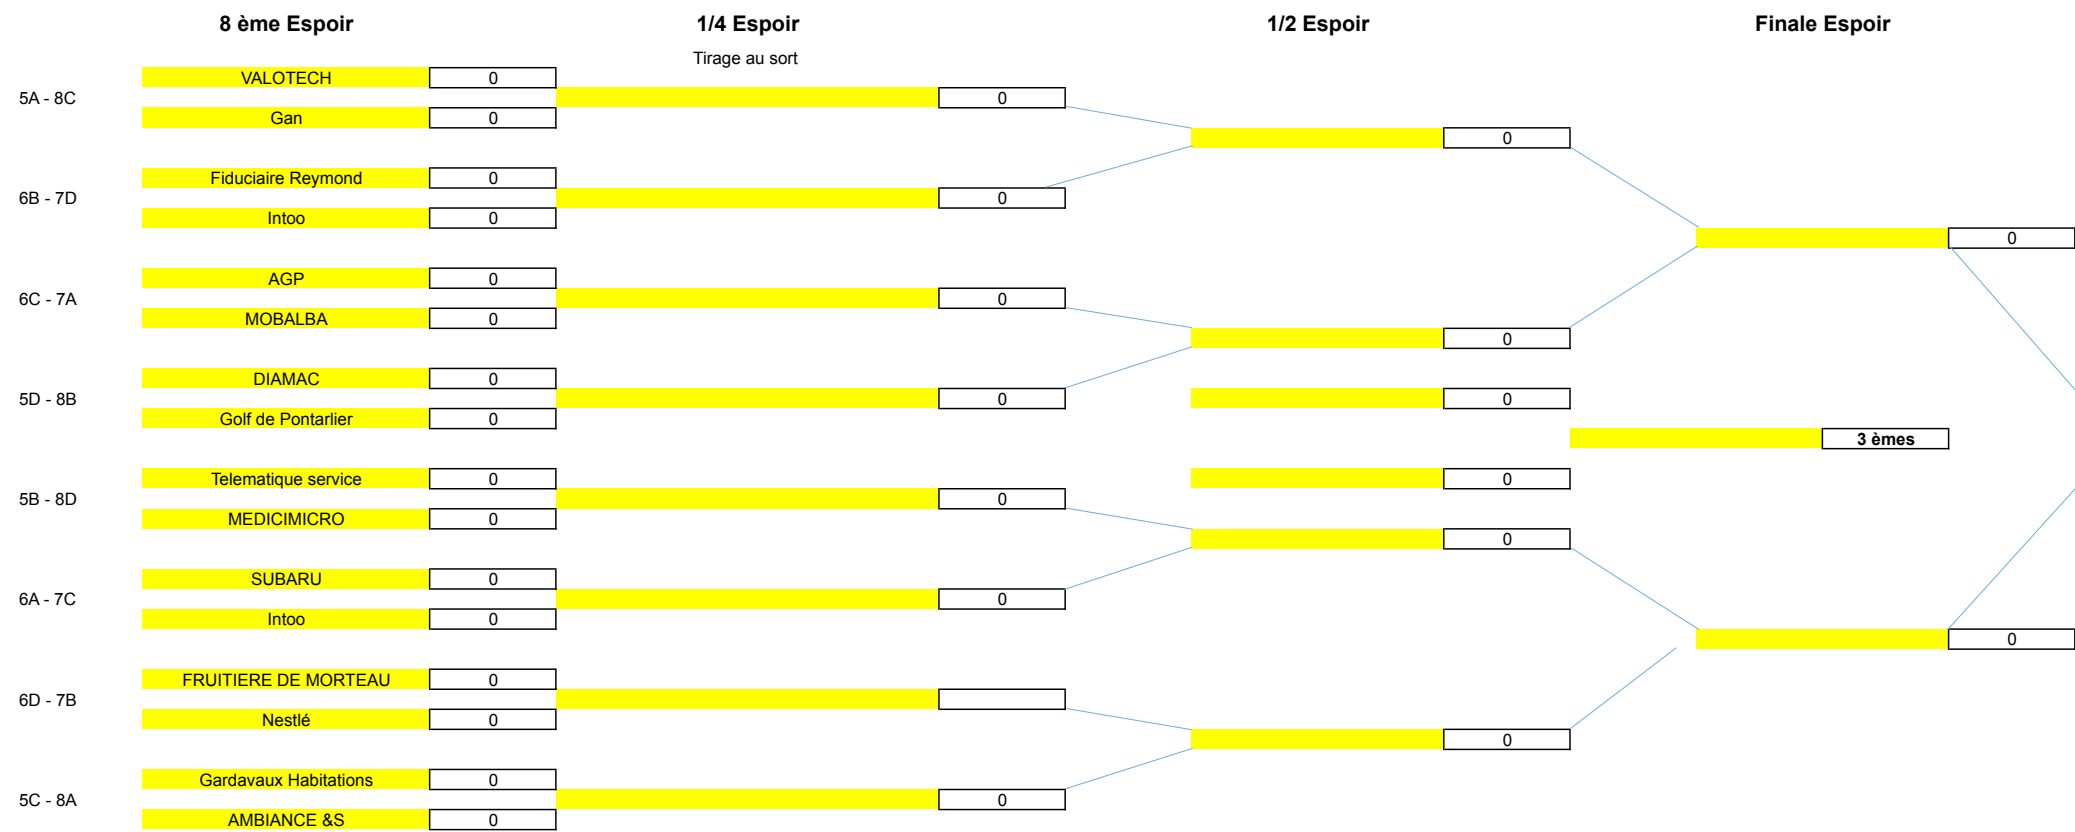 8 ème Espoir 1/4 Espoir 1/2 Espoir Finale Espoir
Tirage au sort
VALOTECH 0
5A - 8C 0
Gan 0
0
Fiduciaire Reymond 0
6B - 7D 0
Intoo 0
0
AGP 0
6C - 7A 0
MOBALBA 0
0
DIAMAC 0
5D - 8B 0 0
Golf de Pontarlier 0
3 èmes
Telematique service 0 0
5B - 8D 0
MEDICIMICRO 0
0
SUBARU 0
6A - 7C 0
Intoo 0
0
FRUITIERE DE MORTEAU 0
6D - 7B
Nestlé 0
0
Gardavaux Habitations 0
5C - 8A 0
AMBIANCE &S 0